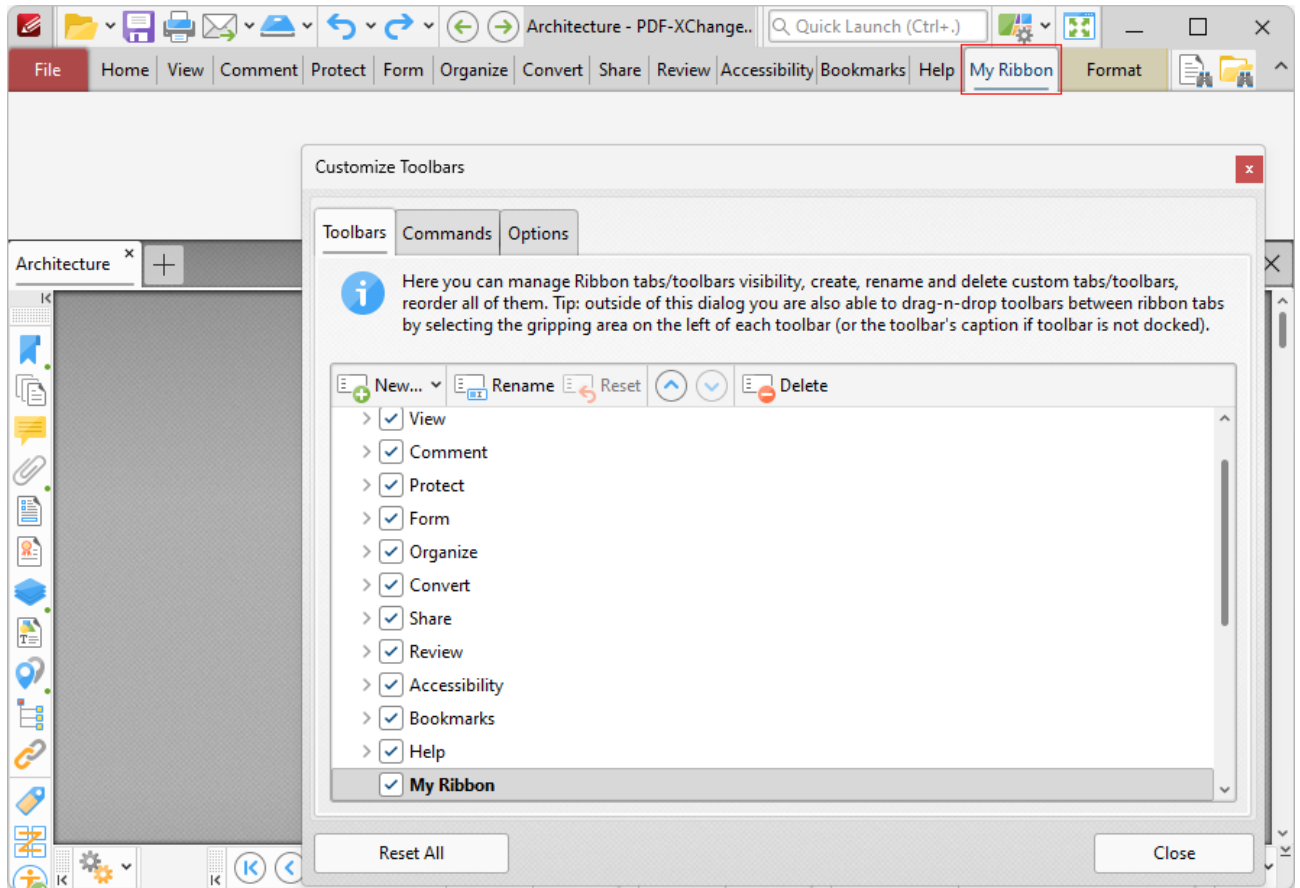 Architecture - PDF-XChange..
Quick Launch (Ctrl+.)
File Home View Comment Protect Form Organize Convert Share Review Accessibility Bookmarks Help My Ribbon Format
Customize Toolbars
Toolbars Commands Options
Architecture
Here you can manage Ribbon tabs/toolbars visibility, create, rename and delete custom tabs/toolbars,
reorder all of them. Tip: outside of this dialog you are also able to drag-n-drop toolbars between ribbon tabs
by selecting the gripping area on the left of each toolbar (or the toolbar's caption if toolbar is not docked).
New... Rename Reset Delete
View
Comment
Protect
Form
Organize
Convert
Share
Review
Accessibility
Bookmarks
Help
My Ribbon
Reset All Close